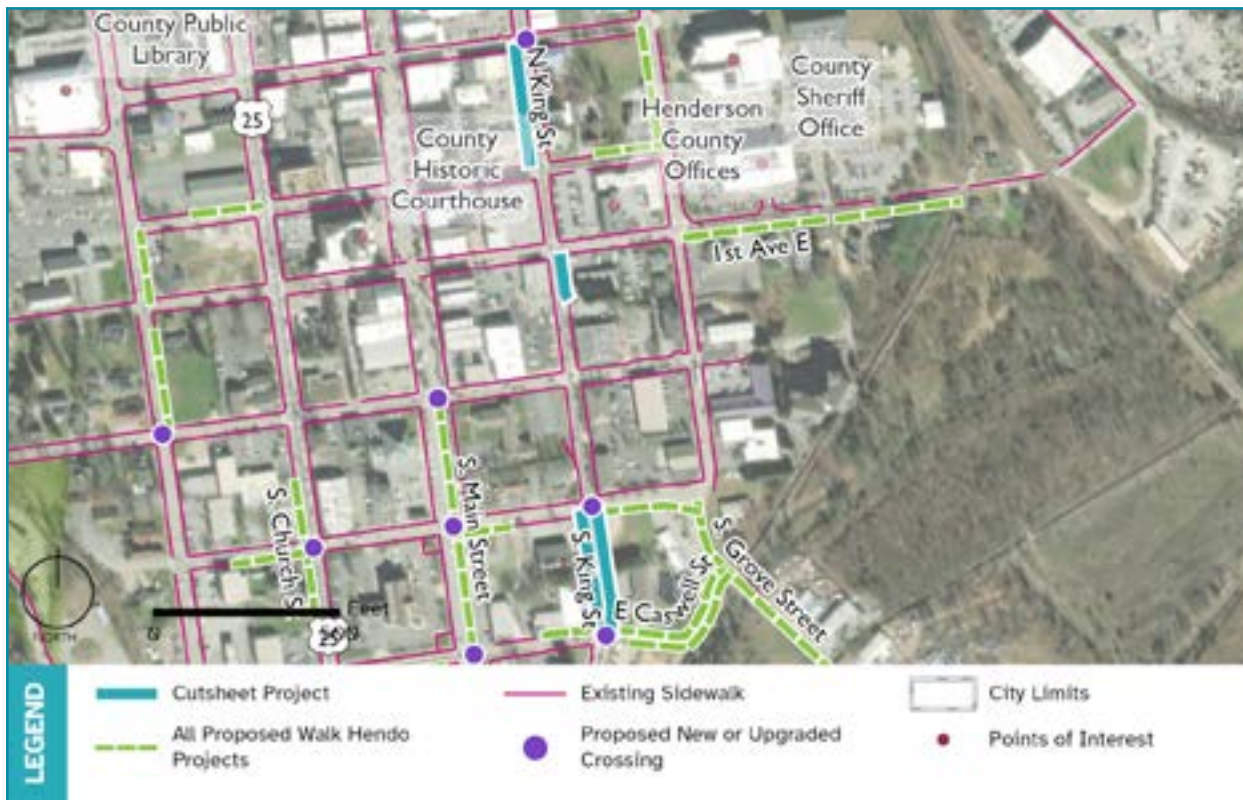 County Public
Library
25
N King St
County
Sheriff
Office
Henderson
County
Offices
County
Historic
Courthouse
1st Ave E
S. Church S
S. Main Street
S King St
E Caswell St
S Grove Street
NORTH
0
Feet
25
LEGEND
Cutsheet Project
Existing Sidewalk
City Limits
All Proposed Walk Hendo
Projects
Proposed New or Upgraded
Crossing
Points of Interest